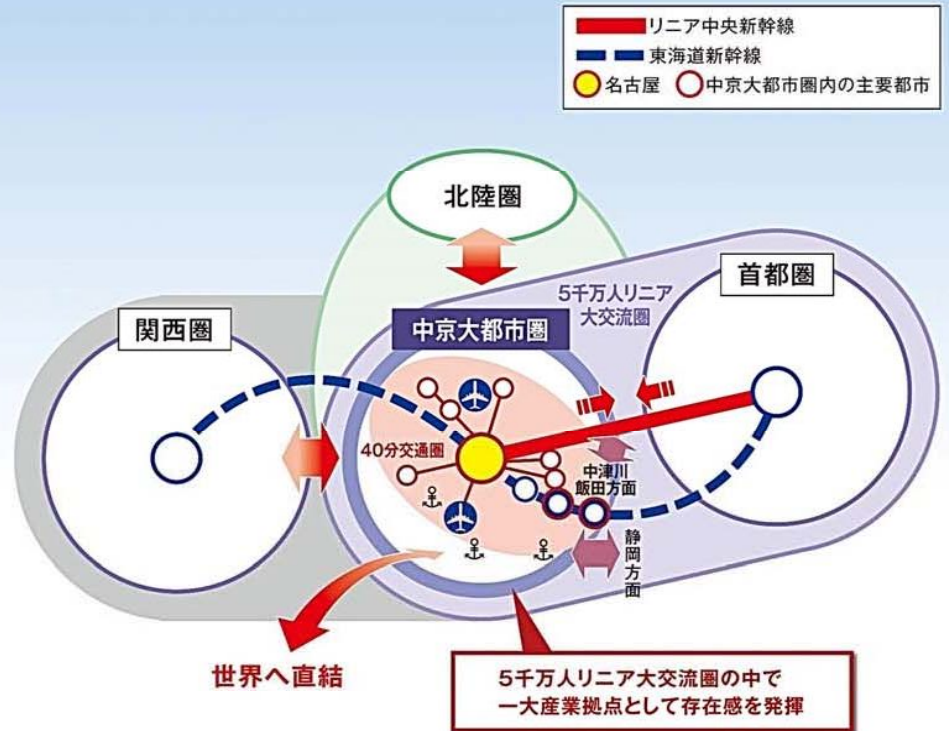 リニア中央新幹線
東海道新幹線
名古屋
中京大都市圏内の主要都市
北陸圏
首都圏
5千万人リニア
大交流圏
関西圏
中京大都市圏
40分交通圏
中津川
飯田方面
静岡方面
世界へ直結
5千万人リニア大交流圏の中で
一大産業拠点として存在感を発揮